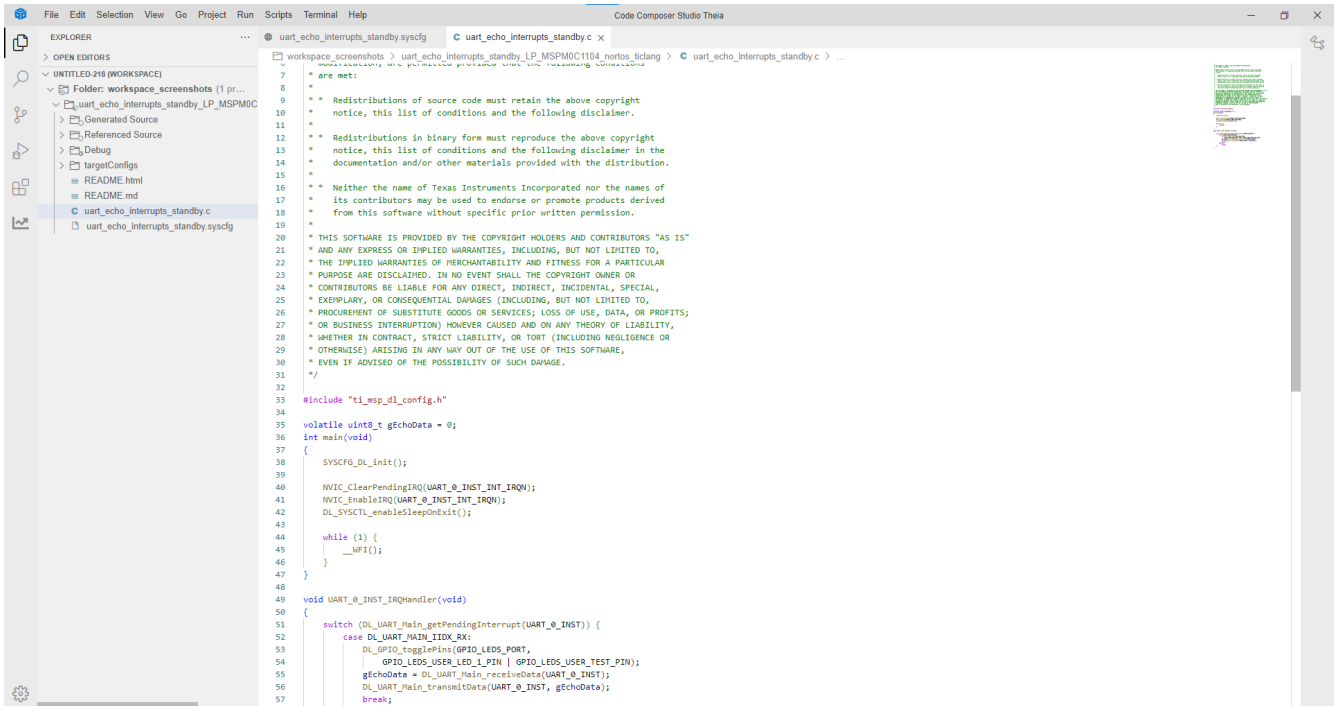 File Edit Selection View Go Project Run Scripts Terminal Help
Code Composer Studio Theia
EXPLORER
OPEN EDITORS
UNTITLED-218 (WORKSPACE)
Folder: workspace_screenshots (1 pr...
uart_echo_interrupts_standby_LP_MSPM0C
Generated Source
Referenced Source
Debug
targetConfigs
README.html
README.md
C uart_echo_interrupts_standby.c
uart_echo_interrupts_standby.syscfg
uart_echo_interrupts_standby.syscfg
C uart_echo_interrupts_standby.c
workspace_screenshots > uart_echo_interrupts_standby_LP_MSPM0C1104_nortos_ticlang > C uart_echo_interrupts_standby.c > ...
6 * modification, are permitted provided that the following conditions
7 * are met:
8 *
9 * * Redistributions of source code must retain the above copyright
10 * notice, this list of conditions and the following disclaimer.
11 *
12 * * Redistributions in binary form must reproduce the above copyright
13 * notice, this list of conditions and the following disclaimer in the
14 * documentation and/or other materials provided with the distribution.
15 *
16 * * Neither the name of Texas Instruments Incorporated nor the names of
17 * its contributors may be used to endorse or promote products derived
18 * from this software without specific prior written permission.
19 *
20 * THIS SOFTWARE IS PROVIDED BY THE COPYRIGHT HOLDERS AND CONTRIBUTORS "AS IS"
21 * AND ANY EXPRESS OR IMPLIED WARRANTIES, INCLUDING, BUT NOT LIMITED TO,
22 * THE IMPLIED WARRANTIES OF MERCHANTABILITY AND FITNESS FOR A PARTICULAR
23 * PURPOSE ARE DISCLAIMED. IN NO EVENT SHALL THE COPYRIGHT OWNER OR
24 * CONTRIBUTORS BE LIABLE FOR ANY DIRECT, INDIRECT, INCIDENTAL, SPECIAL,
25 * EXEMPLARY, OR CONSEQUENTIAL DAMAGES (INCLUDING, BUT NOT LIMITED TO,
26 * PROCUREMENT OF SUBSTITUTE GOODS OR SERVICES; LOSS OF USE, DATA, OR PROFITS;
27 * OR BUSINESS INTERRUPTION) HOWEVER CAUSED AND ON ANY THEORY OF LIABILITY,
28 * WHETHER IN CONTRACT, STRICT LIABILITY, OR TORT (INCLUDING NEGLIGENCE OR
29 * OTHERWISE) ARISING IN ANY WAY OUT OF THE USE OF THIS SOFTWARE,
30 * EVEN IF ADVISED OF THE POSSIBILITY OF SUCH DAMAGE.
31 */
32
33 #include "ti_msp_dl_config.h"
34
35 volatile uint8_t gEchoData = 0;
36 int main(void)
37 {
38 SYSCFG_DL_init();
39
40 NVIC_ClearPendingIRQ(UART_0_INST_INT_IRQN);
41 NVIC_EnableIRQ(UART_0_INST_INT_IRQN);
42 DL_SYSCTL_enableSleepOnExit();
43
44 while (1) {
45 __WFI();
46 }
47 }
48
49 void UART_0_INST_IRQHandler(void)
50 {
51 switch (DL_UART_Main_getPendingInterrupt(UART_0_INST)) {
52 case DL_UART_MAIN_IIDX_RX:
53 DL_GPIO_togglePins(GPIO_LEDS_PORT,
54 GPIO_LEDS_USER_LED_1_PIN | GPIO_LEDS_USER_TEST_PIN);
55 gEchoData = DL_UART_Main_receiveData(UART_0_INST);
56 DL_UART_Main_transmitData(UART_0_INST, gEchoData);
57 break;